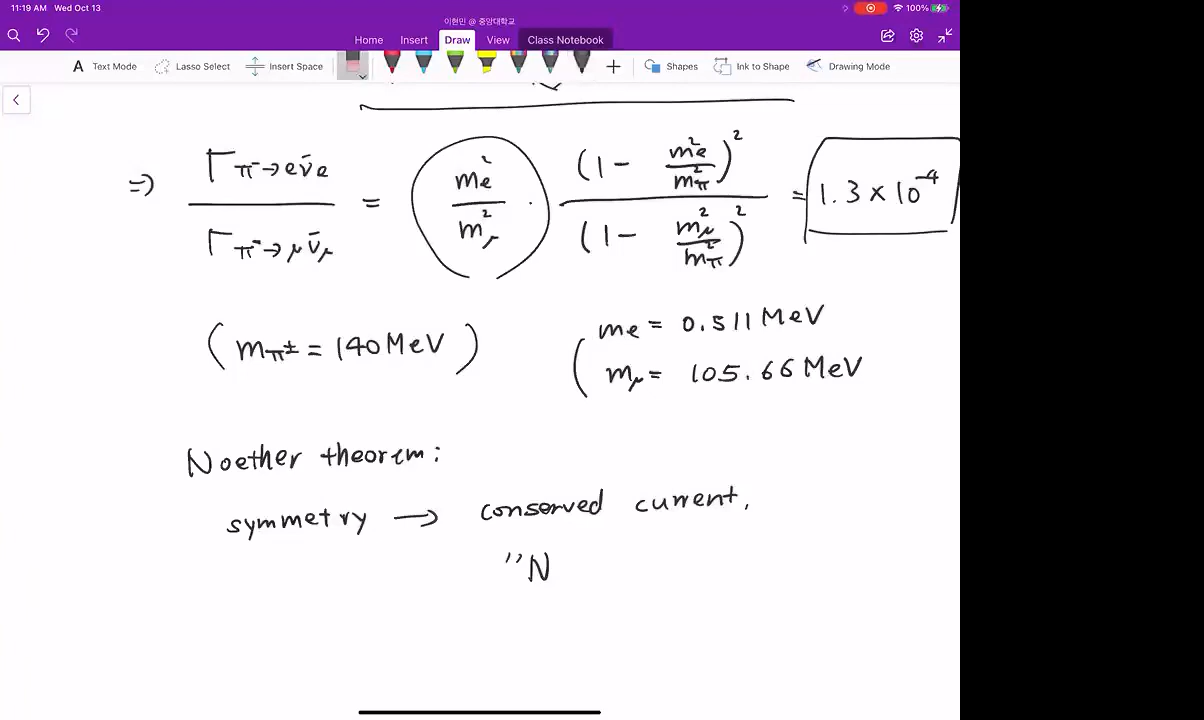 11:19 AM Wed Oct 13
100%
이현민 @ 중앙대학교
Home Insert Draw View Class Notebook
Text Mode Lasso Select Insert Space Shapes Ink to Shape Drawing Mode
=> Γπ⁻→eν̄e / Γπ⁻→μν̄μ = me²/mμ² · (1 - me²/mπ²)² / (1 - mμ²/mπ²)² = 1.3 × 10⁻⁴
(mπ± = 140 MeV) ( me = 0.511 MeV
mμ = 105.66 MeV
Noether theorem:
symmetry → conserved current,
"N